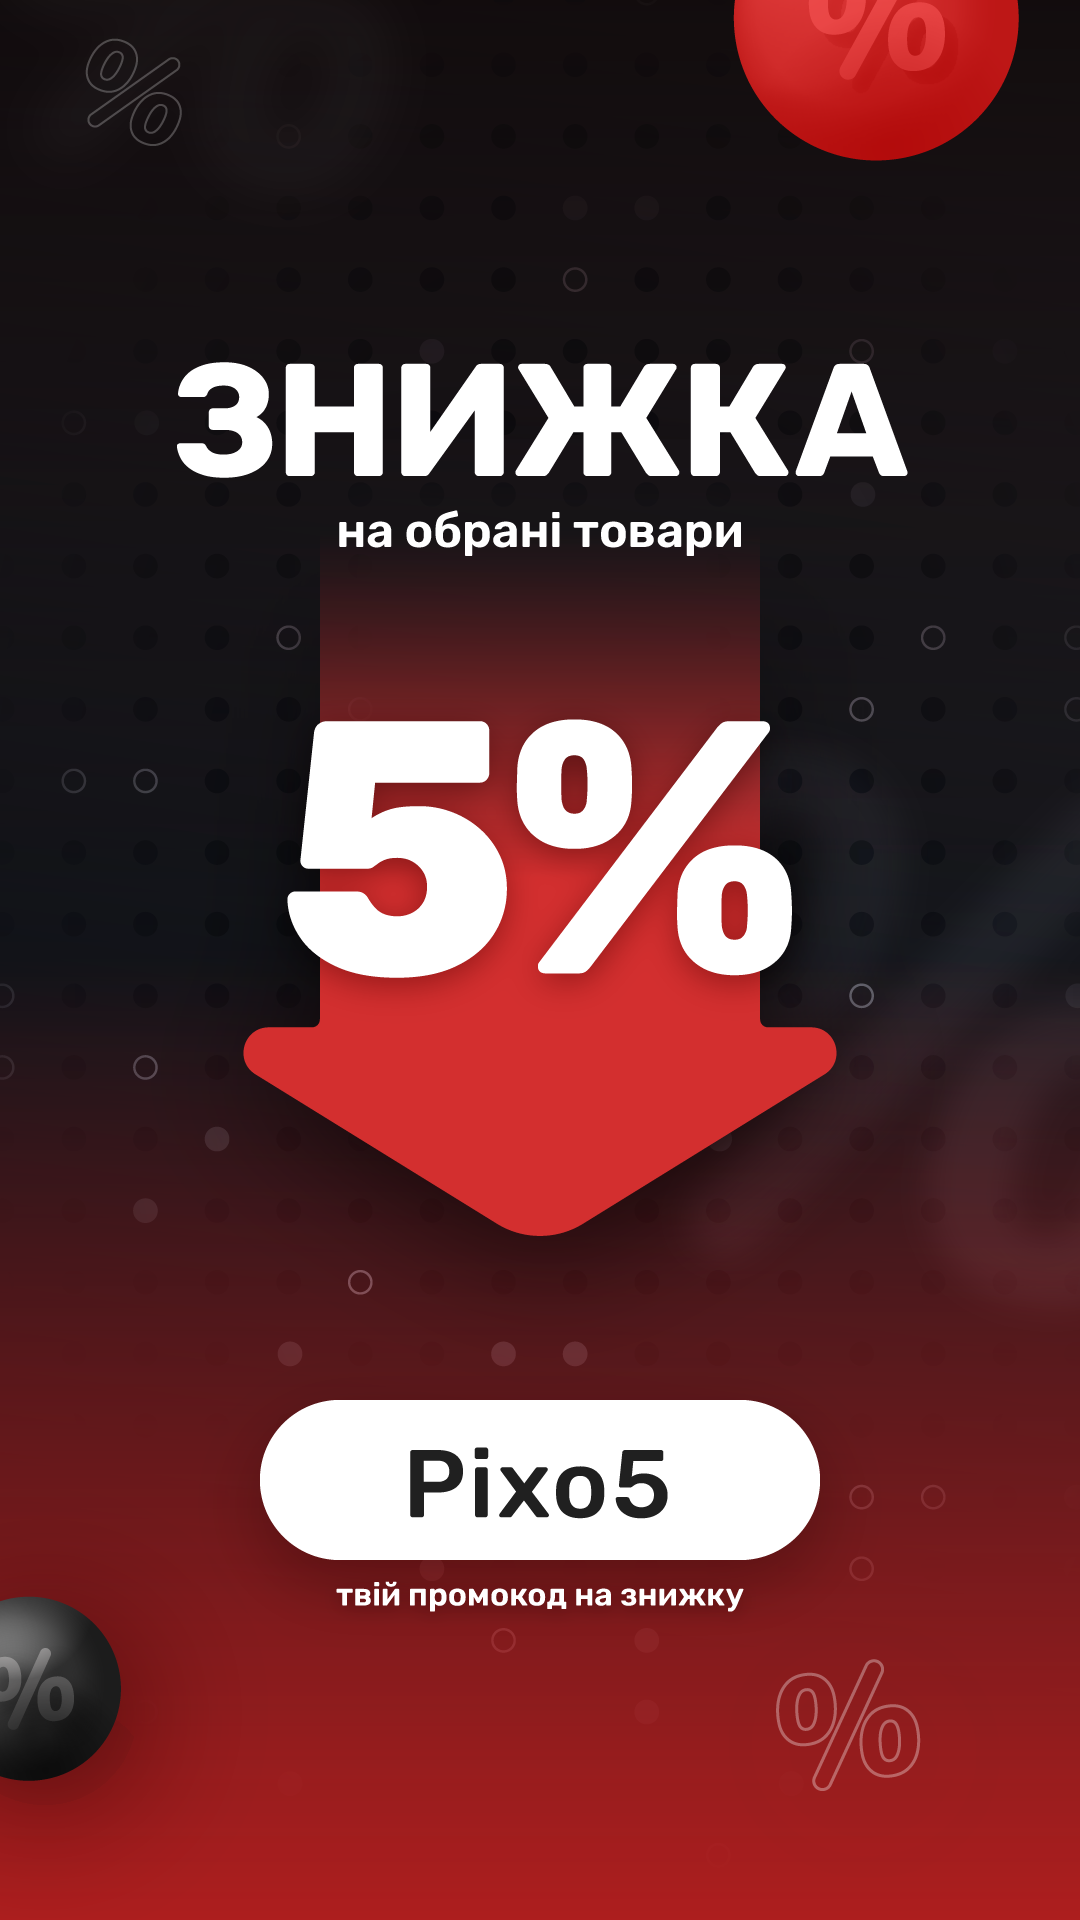 %
%
ЗНИЖКА
на обрані товари
5%
Pixo5
твій промокод на знижку
%
%